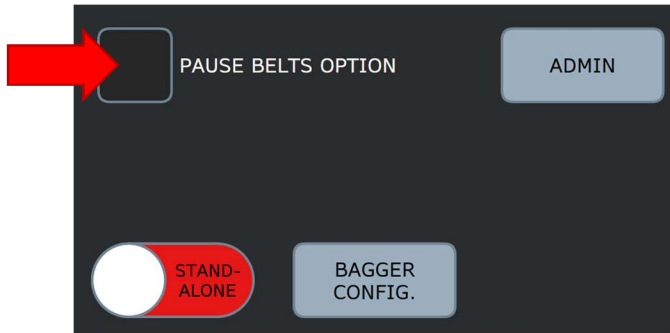 PAUSE BELTS OPTION
ADMIN
STAND-
ALONE
BAGGER
CONFIG.